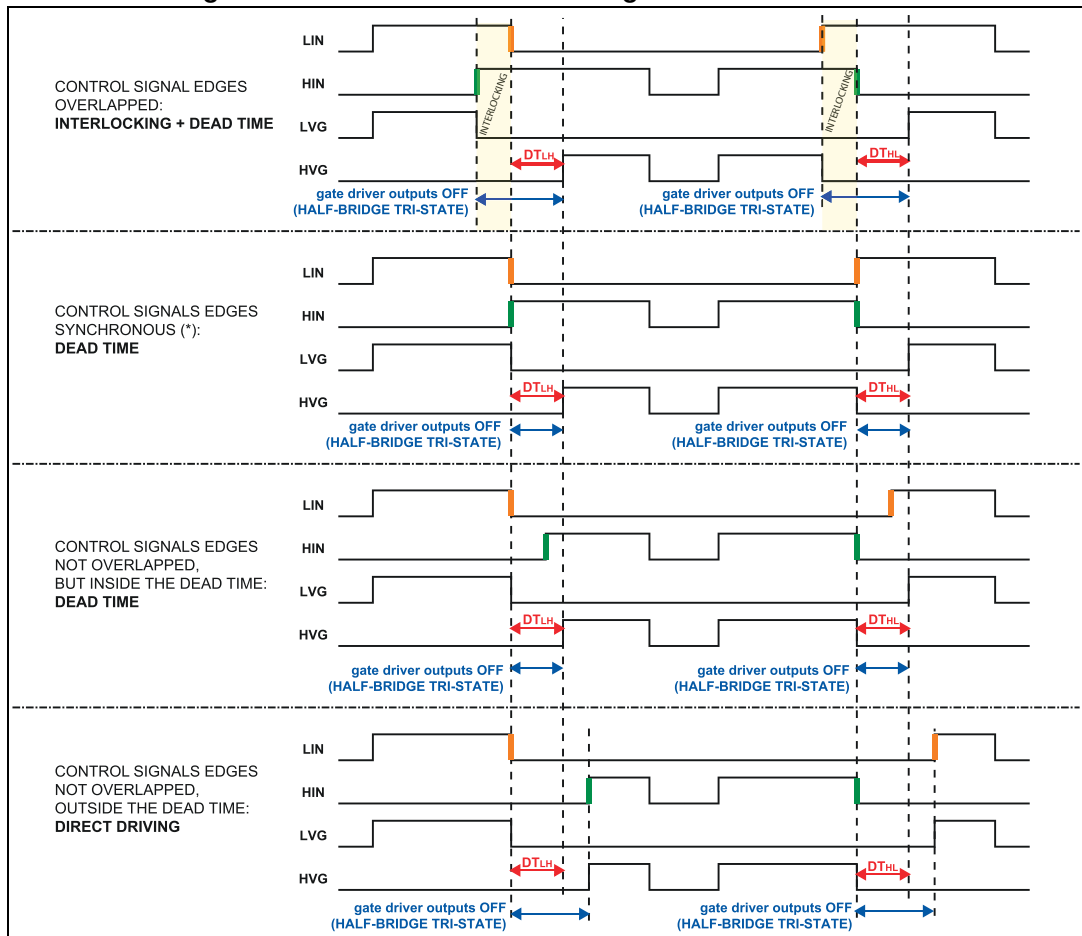 LIN
HIN
LVG
HVG
CONTROL SIGNAL EDGES
OVERLAPPED:
INTERLOCKING + DEAD TIME
INTERLOCKING
INTERLOCKING
DTLH
DTHL
gate driver outputs OFF
(HALF-BRIDGE TRI-STATE)
gate driver outputs OFF
(HALF-BRIDGE TRI-STATE)
LIN
HIN
LVG
HVG
CONTROL SIGNALS EDGES
SYNCHRONOUS (*):
DEAD TIME
DTLH
DTHL
gate driver outputs OFF
(HALF-BRIDGE TRI-STATE)
gate driver outputs OFF
(HALF-BRIDGE TRI-STATE)
LIN
HIN
LVG
HVG
CONTROL SIGNALS EDGES
NOT OVERLAPPED,
BUT INSIDE THE DEAD TIME:
DEAD TIME
DTLH
DTHL
gate driver outputs OFF
(HALF-BRIDGE TRI-STATE)
gate driver outputs OFF
(HALF-BRIDGE TRI-STATE)
LIN
HIN
LVG
HVG
CONTROL SIGNALS EDGES
NOT OVERLAPPED,
OUTSIDE THE DEAD TIME:
DIRECT DRIVING
DTLH
DTHL
gate driver outputs OFF
(HALF-BRIDGE TRI-STATE)
gate driver outputs OFF
(HALF-BRIDGE TRI-STATE)